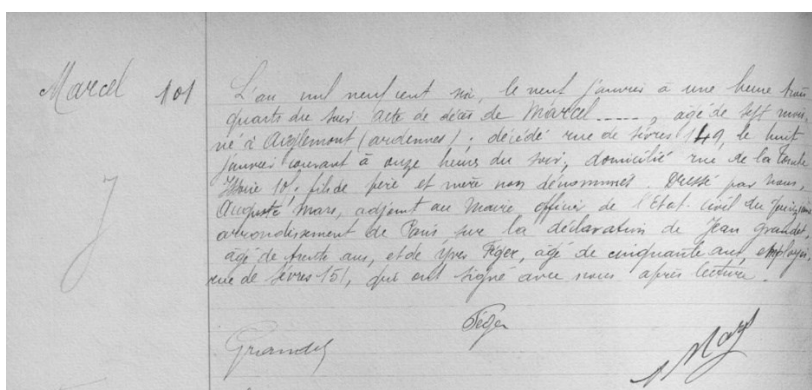 Marcel 101
L'an mil neuf cent six, le neuf janvier à une heure trois
quarts du soir acte de décès de Marcel ....., âgé de sept mois,
né à Aiglemont (ardennes); décédé rue de Sèvres 149, le huit
janvier courant à onze heures du soir, domicilié rue de la Tombe
Issoire 101; fils de père et mère non dénommés. Dressé par nous,
Auguste Marx, adjoint au Maire, officier de l'Etat-civil du quinzième
arrondissement de Paris, sur la déclaration de Jean Grandet,
âgé de trente ans, et de Yves Féger, âgé de cinquante ans, employés,
rue de Sèvres 151, qui ont signé avec nous après lecture.
Féger
J